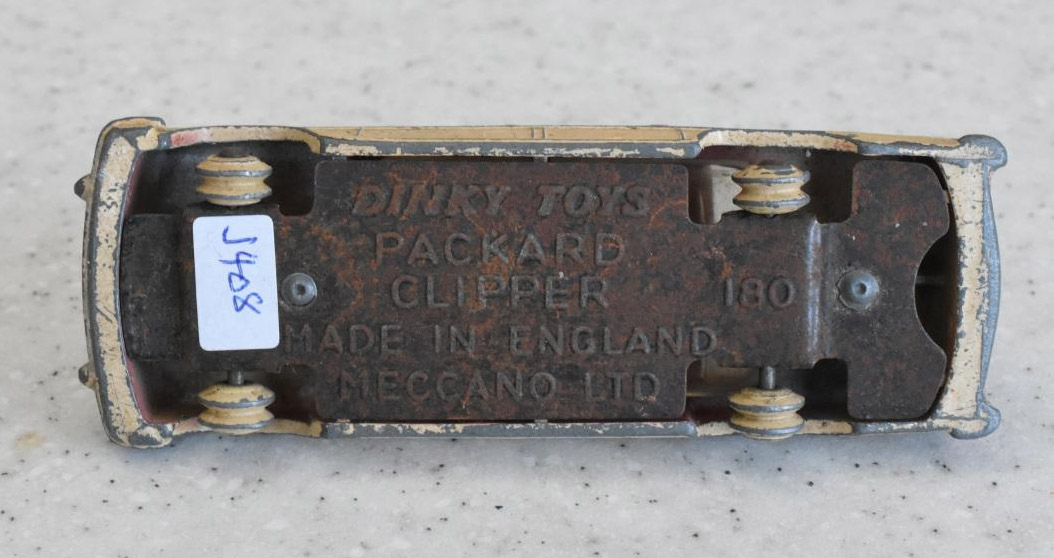 DINKY TOYS
PACKARD
CLIPPER 180
MADE IN ENGLAND
MECCANO LTD
J408